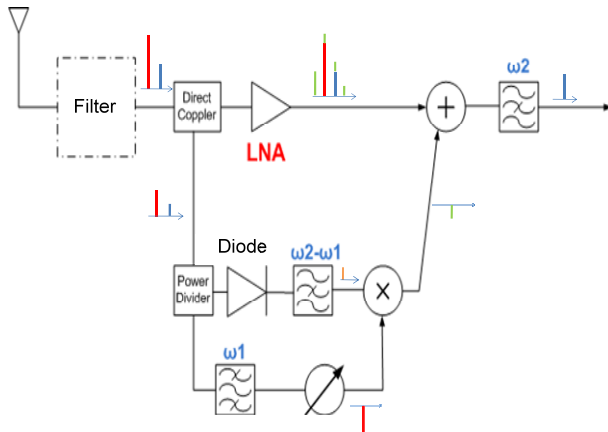 ω2
Filter
Direct
Coppler
LNA
Diode
ω2-ω1
Power
Divider
ω1